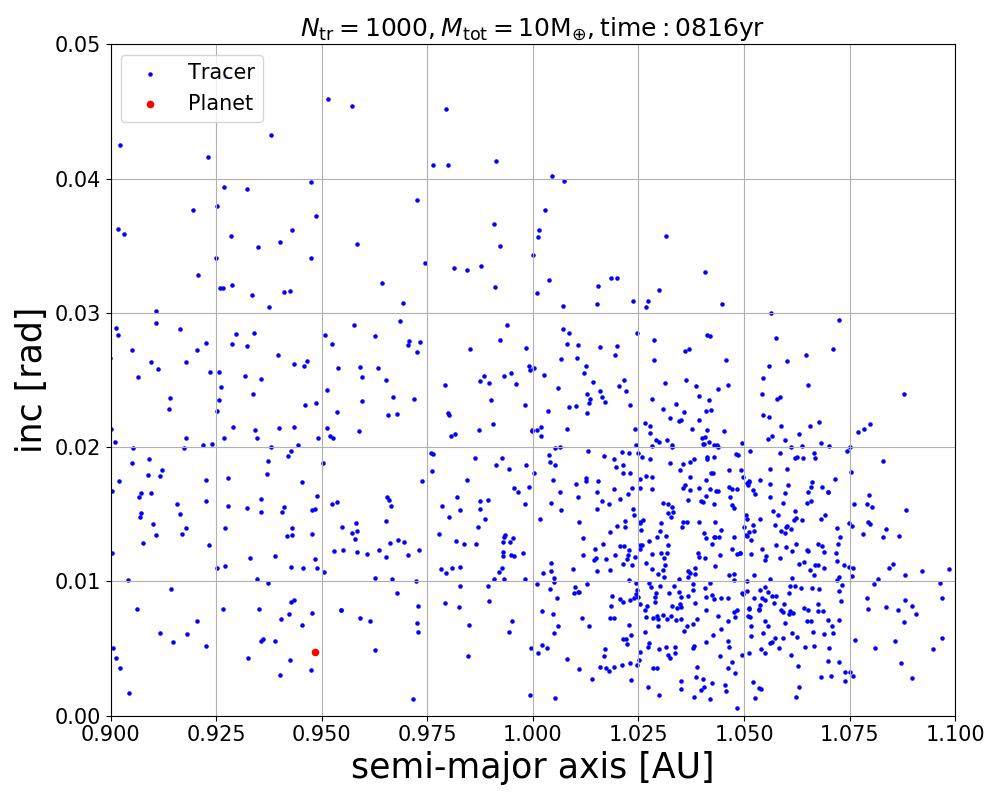 N_tr = 1000, M_tot = 10M_⊕, time : 0816yr
Tracer
Planet
inc [rad]
0.05
0.04
0.03
0.02
0.01
0.00
0.900 0.925 0.950 0.975 1.000 1.025 1.050 1.075 1.100
semi-major axis [AU]